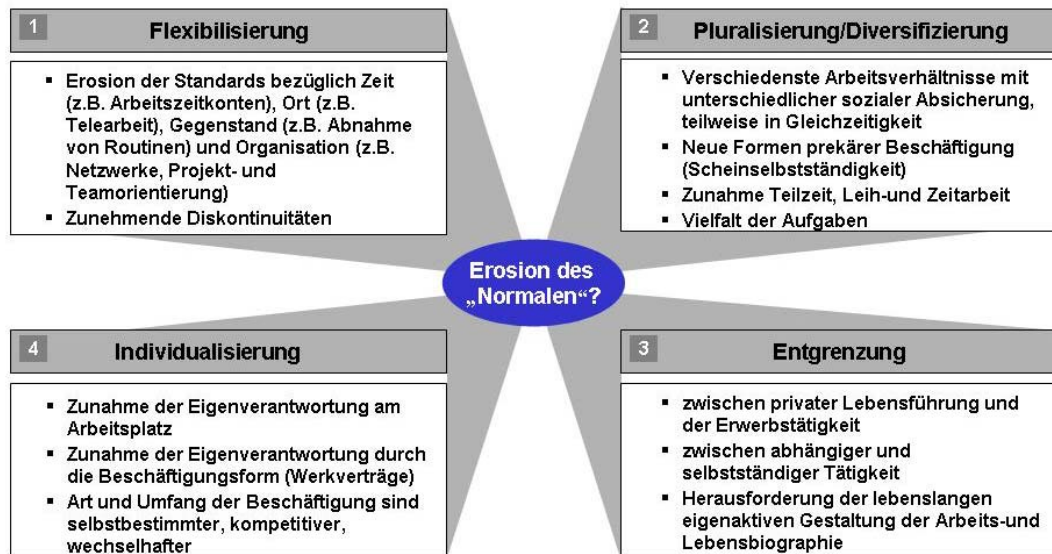 1 Flexibilisierung
▪ Erosion der Standards bezüglich Zeit
(z.B. Arbeitszeitkonten), Ort (z.B.
Telearbeit), Gegenstand (z.B. Abnahme
von Routinen) und Organisation (z.B.
Netzwerke, Projekt- und
Teamorientierung)
▪ Zunehmende Diskontinuitäten
2 Pluralisierung/Diversifizierung
▪ Verschiedenste Arbeitsverhältnisse mit
unterschiedlicher sozialer Absicherung,
teilweise in Gleichzeitigkeit
▪ Neue Formen prekärer Beschäftigung
(Scheinselbstständigkeit)
▪ Zunahme Teilzeit, Leih-und Zeitarbeit
▪ Vielfalt der Aufgaben
Erosion des
„Normalen“?
4 Individualisierung
▪ Zunahme der Eigenverantwortung am
Arbeitsplatz
▪ Zunahme der Eigenverantwortung durch
die Beschäftigungsform (Werkverträge)
▪ Art und Umfang der Beschäftigung sind
selbstbestimmter, kompetitiver,
wechselhafter
3 Entgrenzung
▪ zwischen privater Lebensführung und
der Erwerbstätigkeit
▪ zwischen abhängiger und
selbstständiger Tätigkeit
▪ Herausforderung der lebenslangen
eigenaktiven Gestaltung der Arbeits-und
Lebensbiographie